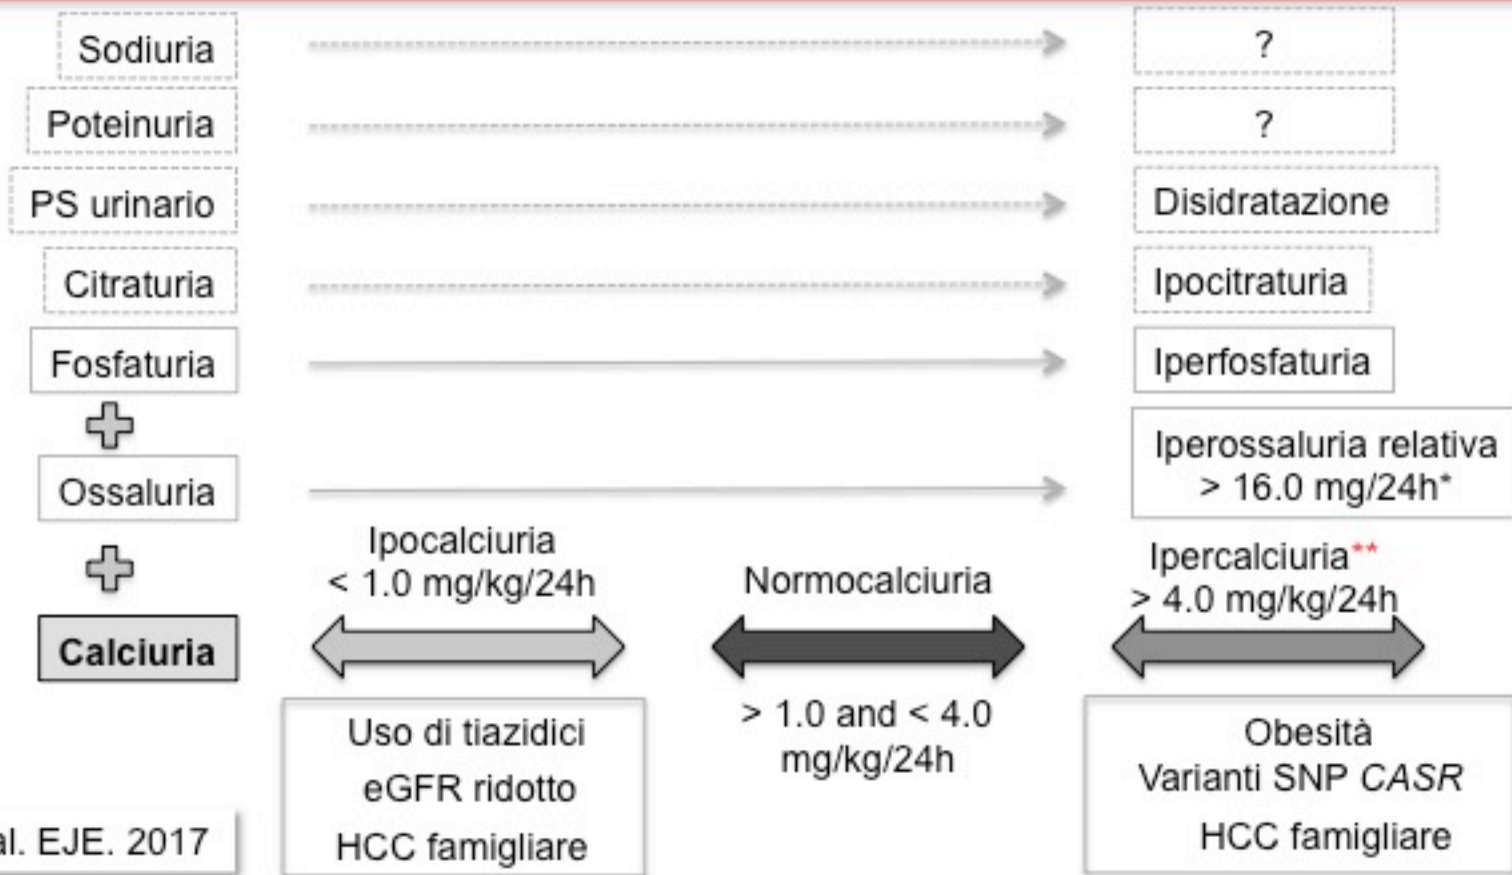 Sodiuria
?
Poteinuria
?
PS urinario
Disidratazione
Citraturia
Ipocitraturia
Fosfaturia
Iperfosfaturia
Ossaluria
Iperossaluria relativa
> 16.0 mg/24h*
Calciuria
Ipocalciuria
< 1.0 mg/kg/24h
Normocalciuria
> 1.0 and < 4.0
mg/kg/24h
Ipercalciuria**
> 4.0 mg/kg/24h
Uso di tiazidici
eGFR ridotto
HCC famigliare
Obesità
Varianti SNP CASR
HCC famigliare
al. EJE. 2017